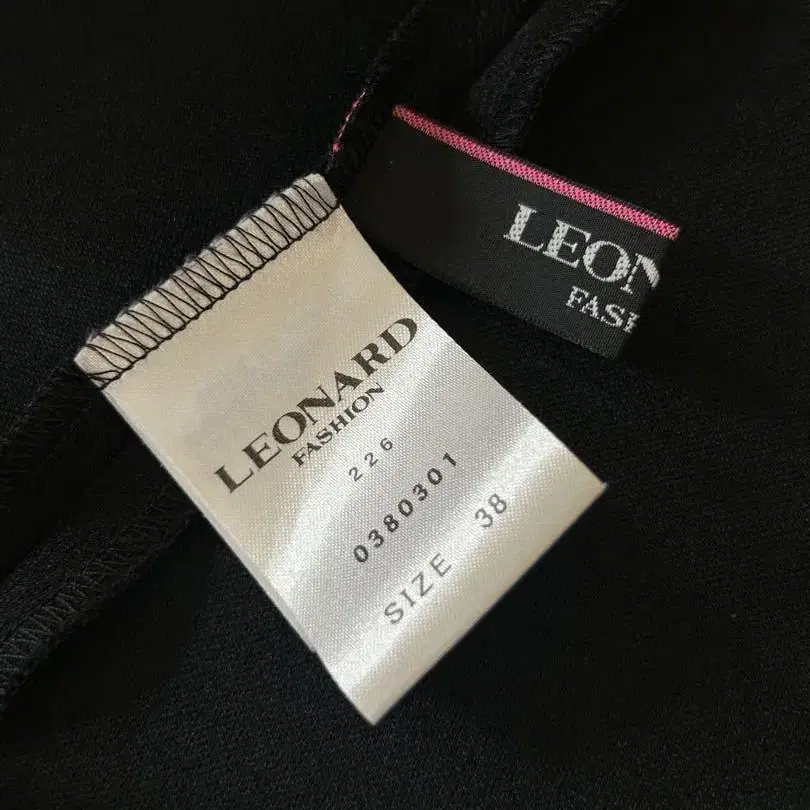 LEON
FASH
LEONARD
FASHION
226
0380301
SIZE 38